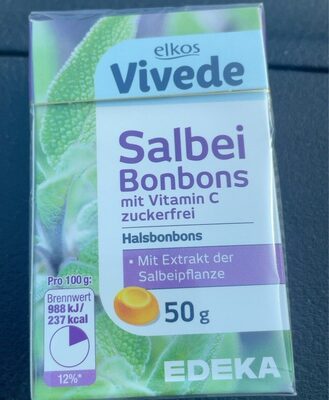 elkos
Vivede
Salbei
Bonbons
mit Vitamin C
zuckerfrei
Halsbonbons
• Mit Extrakt der
Salbeipflanze
Pro 100g:
Brennwert
988 kJ/
237 kcal
12%*
50 g
EDEKA